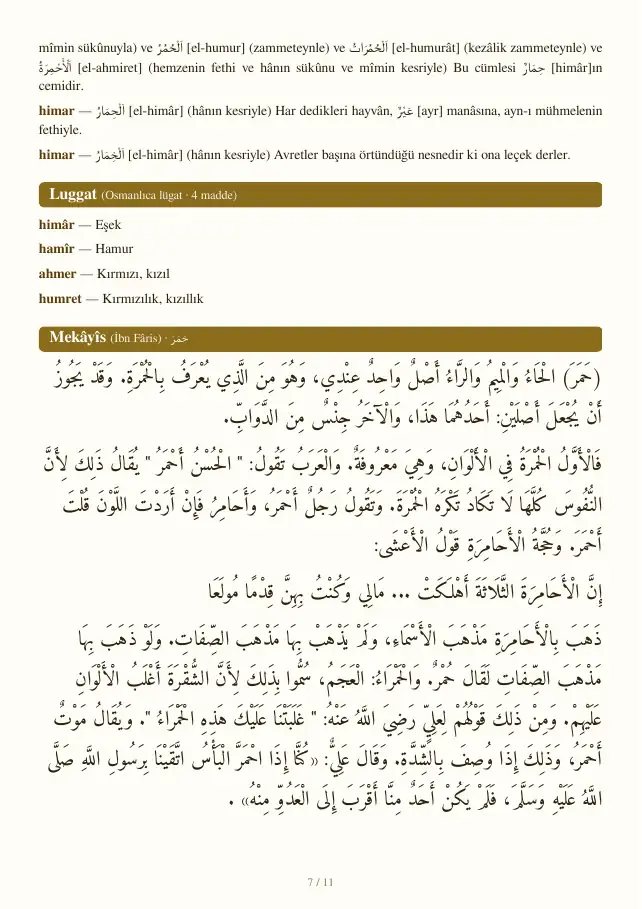 mîmin sükûnuyla) ve اَلْحُمُرُ [el-humur] (zammeteynle) ve اَلْحُمُرَاتُ [el-humurât] (kezâlik zammeteynle) ve
اَلْأَحْمِرَةُ [el-ahmiret] (hemzenin fethi ve hânın sükûnu ve mîmin kesriyle) Bu cümlesi حِمَارٌ [himâr]ın
cemidir.
himar — اَلْحِمَارُ [el-himâr] (hânın kesriyle) Har dedikleri hayvân, عَيْرٌ [ayr] manâsına, ayn-ı mühmelenin
fethiyle.
himar — اَلْخِمَارُ [el-himâr] (hânın kesriyle) Avretler başına örtündüğü nesnedir ki ona leçek derler.
Luggat (Osmanlıca lügat · 4 madde)
himâr — Eşek
hamîr — Hamur
ahmer — Kırmızı, kızıl
humret — Kırmızılık, kızıllık
Mekâyîs (İbn Fâris) · حَمَرَ
(حَمَرَ) الْحَاءُ وَالْمِيمُ وَالرَّاءُ أَصْلٌ وَاحِدٌ عِنْدِي، وَهُوَ مِنَ الَّذِي يُعْرَفُ بِالْحُمْرَةِ. وَقَدْ يَجُوزُ
أَنْ يُجْعَلَ أَصْلَيْنِ: أَحَدُهُمَا هَذَا، وَالْآخَرُ جِنْسٌ مِنَ الدَّوَابِّ.
فَالْأَوَّلُ الْحُمْرَةُ فِي الْأَلْوَانِ، وَهِيَ مَعْرُوفَةٌ. وَالْعَرَبُ تَقُولُ: " الْحُسْنُ أَحْمَرُ " يُقَالُ ذَلِكَ لِأَنَّ
النُّفُوسَ كُلَّهَا لَا تَكَادُ تَكْرَهُ الْحُمْرَةَ. وَتَقُولُ رَجُلٌ أَحْمَرُ، وَأَحَامِرُ فَإِنْ أَرَدْتَ اللَّوْنَ قُلْتَ
أَحْمَرَ. وَحُجَّةُ الْأَحَامِرَةِ قَوْلُ الْأَعْشَى:
إِنَّ الْأَحَامِرَةَ الثَّلَاثَةَ أَهْلَكَتْ ... مَالِي وَكُنْتُ بِهِنَّ قِدْمًا مُولَعَا
ذَهَبَ بِالْأَحَامِرَةِ مَذْهَبَ الْأَسْمَاءِ، وَلَمْ يَذْهَبْ بِهَا مَذْهَبَ الصِّفَاتِ. وَلَوْ ذَهَبَ بِهَا
مَذْهَبَ الصِّفَاتِ لَقَالَ حُمْرٌ. وَالْحَمْرَاءُ: الْعَجَمُ، سُمُّوا بِذَلِكَ لِأَنَّ الشُّقْرَةَ أَغْلَبُ الْأَلْوَانِ
عَلَيْهِمْ. وَمِنْ ذَلِكَ قَوْلُهُمْ لِعَلِيٍّ رَضِيَ اللَّهُ عَنْهُ: " غَلَبَتْنَا عَلَيْكَ هَذِهِ الْحَمْرَاءُ ". وَيُقَالُ مَوْتٌ
أَحْمَرُ، وَذَلِكَ إِذَا وُصِفَ بِالشِّدَّةِ. وَقَالَ عَلِيٌّ: «كُنَّا إِذَا احْمَرَّ الْبَأْسُ اتَّقَيْنَا بِرَسُولِ اللَّهِ صَلَّى
اللَّهُ عَلَيْهِ وَسَلَّمَ، فَلَمْ يَكُنْ أَحَدٌ مِنَّا أَقْرَبَ إِلَى الْعَدُوِّ مِنْهُ» .
7 / 11